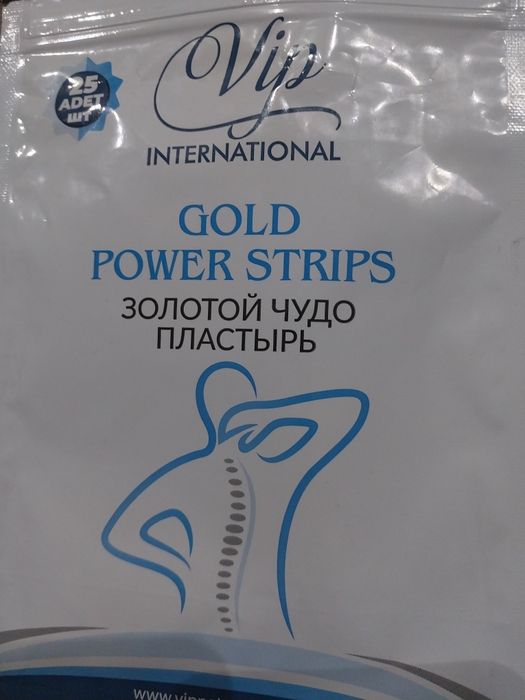 Vip
INTERNATIONAL
25
ADET
ШТ
GOLD
POWER STRIPS
ЗОЛОТОЙ ЧУДО
ПЛАСТЫРЬ